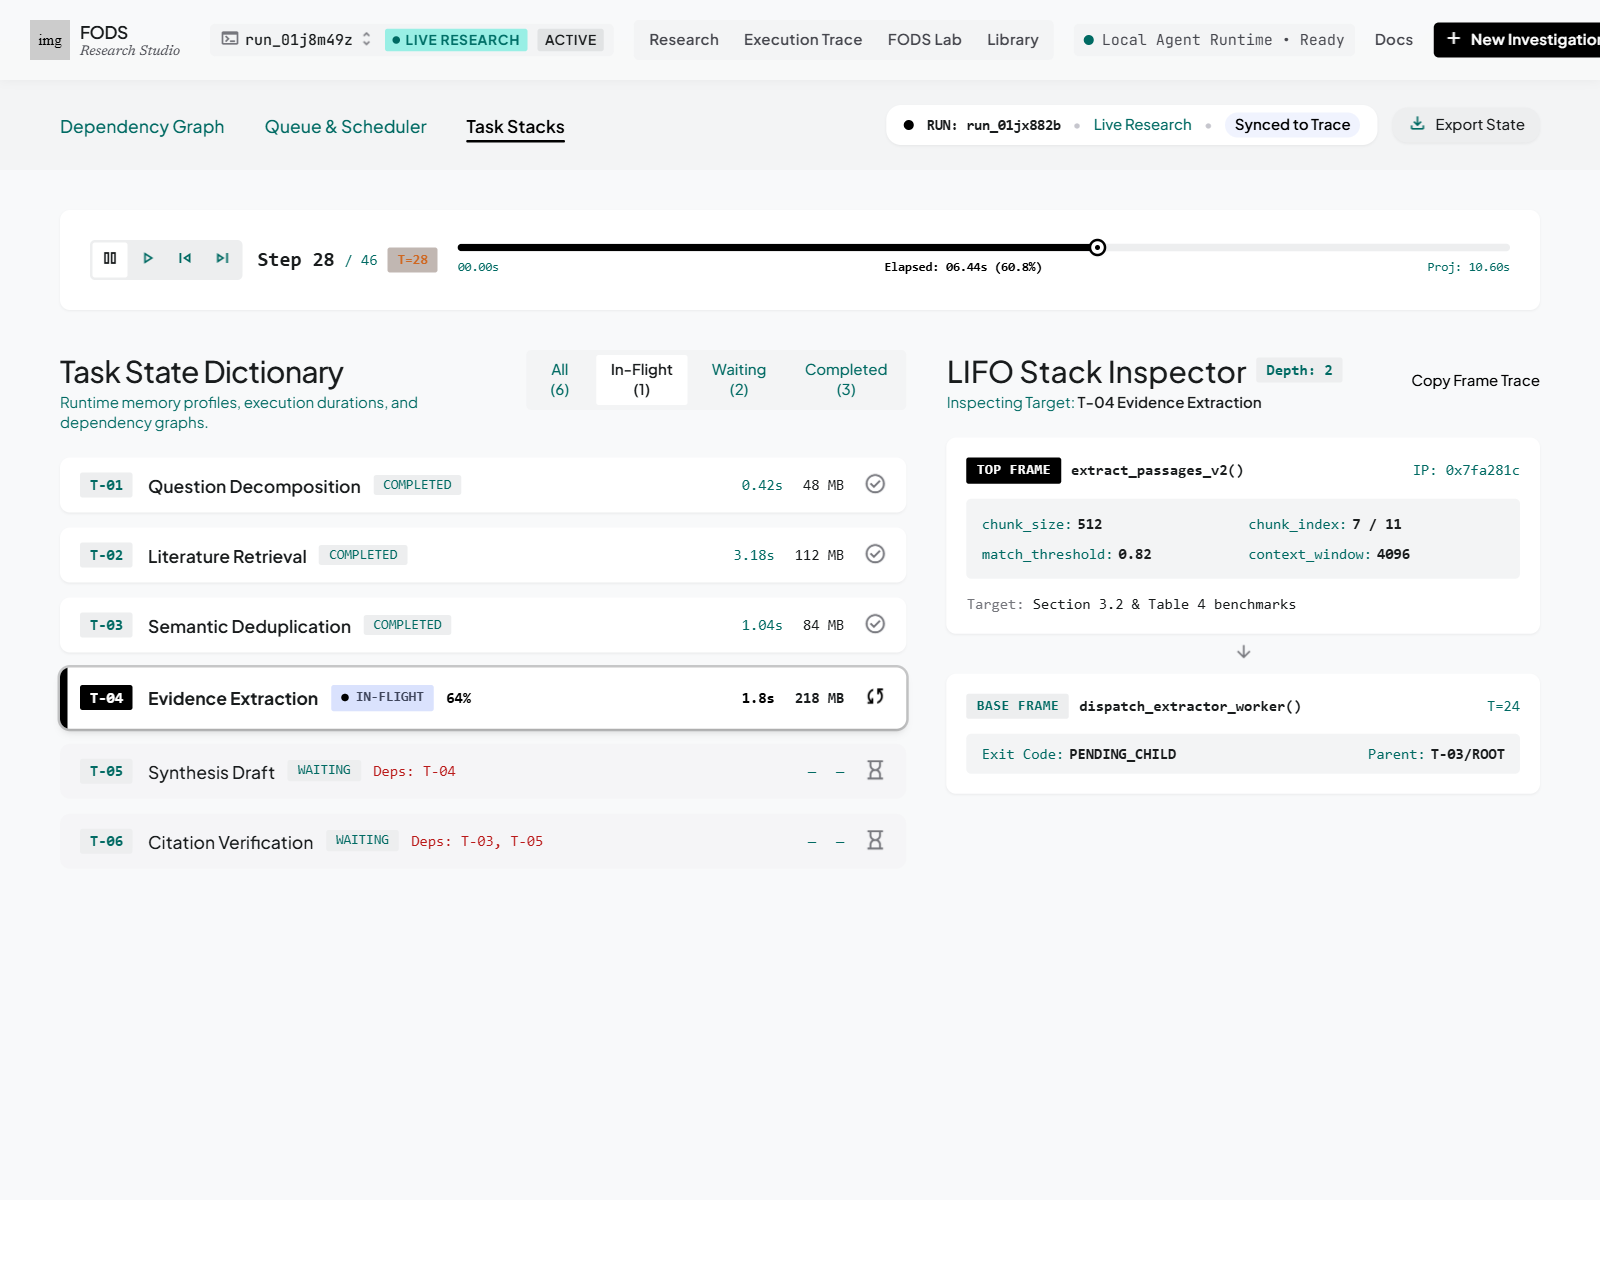 img
FODS
Research Studio
run_01j8m49z
LIVE RESEARCH
ACTIVE
Research
Execution Trace
FODS Lab
Library
Local Agent Runtime • Ready
Docs
+ New Investigation
Dependency Graph
Queue & Scheduler
Task Stacks
RUN: run_01jx882b
Live Research
Synced to Trace
Export State
Step 28 / 46
T=28
00.00s
Elapsed: 06.44s (60.8%)
Proj: 10.60s
Task State Dictionary
Runtime memory profiles, execution durations, and
dependency graphs.
All
(6)
In-Flight
(1)
Waiting
(2)
Completed
(3)
T-01 Question Decomposition COMPLETED 0.42s 48 MB
T-02 Literature Retrieval COMPLETED 3.18s 112 MB
T-03 Semantic Deduplication COMPLETED 1.04s 84 MB
T-04 Evidence Extraction IN-FLIGHT 64% 1.8s 218 MB
T-05 Synthesis Draft WAITING Deps: T-04 — —
T-06 Citation Verification WAITING Deps: T-03, T-05 — —
LIFO Stack Inspector
Depth: 2
Inspecting Target: T-04 Evidence Extraction
Copy Frame Trace
TOP FRAME extract_passages_v2() IP: 0x7fa281c
chunk_size: 512 chunk_index: 7 / 11
match_threshold: 0.82 context_window: 4096
Target: Section 3.2 & Table 4 benchmarks
BASE FRAME dispatch_extractor_worker() T=24
Exit Code: PENDING_CHILD Parent: T-03/ROOT